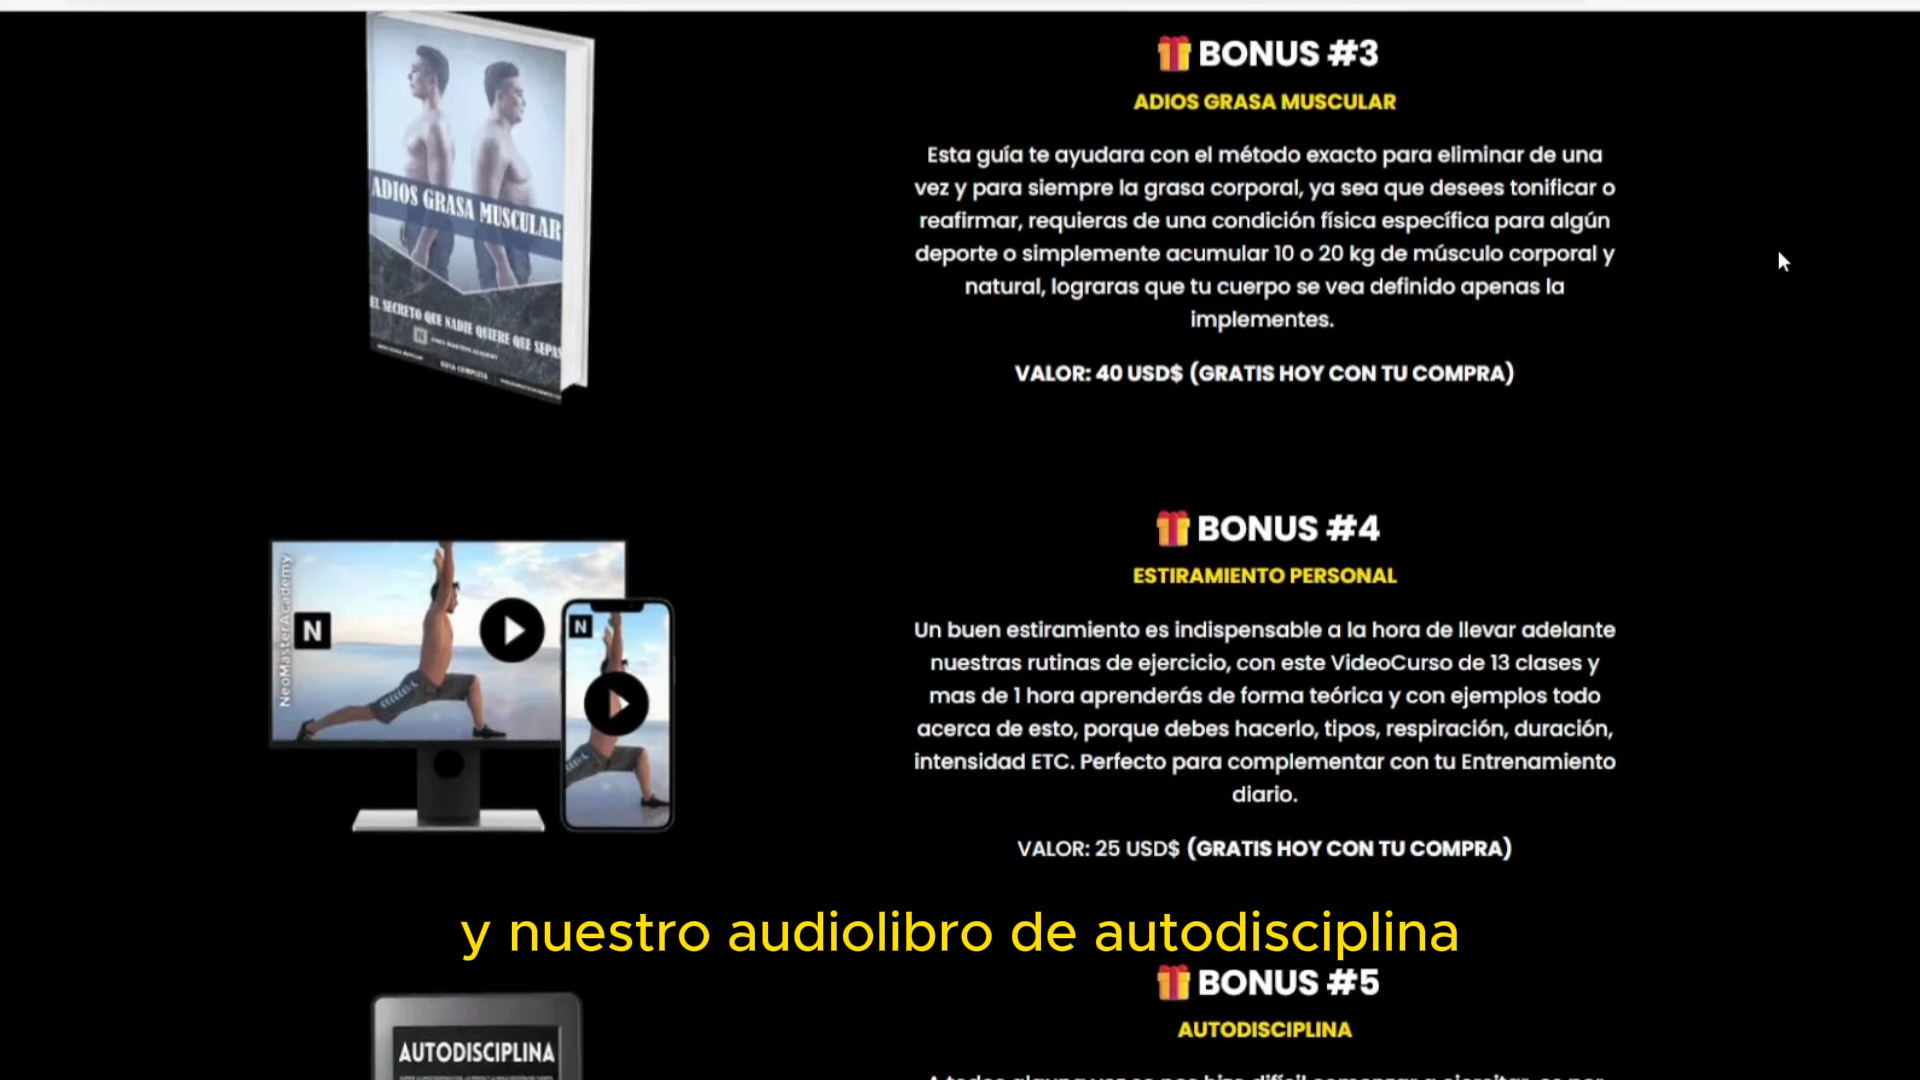 ADIOS GRASA MUSCULAR
EL SECRETO QUE NADIE QUIERE QUE SEPAS
GUIA COMPLETA
🎁 BONUS #3
ADIOS GRASA MUSCULAR
Esta guía te ayudara con el método exacto para eliminar de una
vez y para siempre la grasa corporal, ya sea que desees tonificar o
reafirmar, requieras de una condición física específica para algún
deporte o simplemente acumular 10 o 20 kg de músculo corporal y
natural, lograras que tu cuerpo se vea definido apenas la
implementes.
VALOR: 40 USD$ (GRATIS HOY CON TU COMPRA)
NeoMasterAcademy
N
N
🎁 BONUS #4
ESTIRAMIENTO PERSONAL
Un buen estiramiento es indispensable a la hora de llevar adelante
nuestras rutinas de ejercicio, con este VideoCurso de 13 clases y
mas de 1 hora aprenderás de forma teórica y con ejemplos todo
acerca de esto, porque debes hacerlo, tipos, respiración, duración,
intensidad ETC. Perfecto para complementar con tu Entrenamiento
diario.
VALOR: 25 USD$ (GRATIS HOY CON TU COMPRA)
y nuestro audiolibro de autodisciplina
🎁 BONUS #5
AUTODISCIPLINA
AUTODISCIPLINA